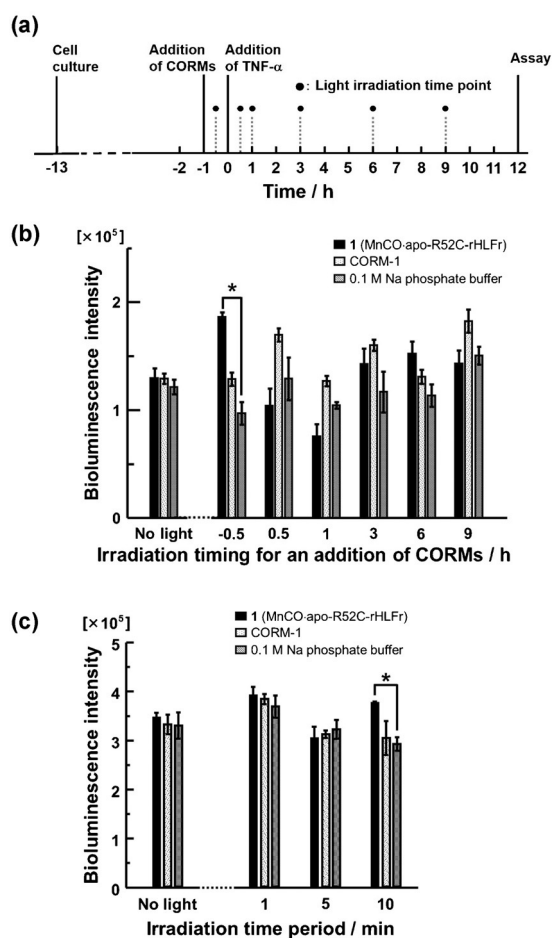 (a)
Cell culture
Addition of CORMs
Addition of TNF-α
Assay
●: Light irradiation time point
-13 -2 -1 0 1 2 3 4 5 6 7 8 9 10 11 12
Time / h
(b)
[×10⁵]
1 (MnCO·apo-R52C-rHLFr)
CORM-1
0.1 M Na phosphate buffer
Bioluminescence intensity
2
1
0
*
No light -0.5 0.5 1 3 6 9
Irradiation timing for an addition of CORMs / h
(c)
[×10⁵]
1 (MnCO·apo-R52C-rHLFr)
CORM-1
0.1 M Na phosphate buffer
Bioluminescence intensity
5
4
3
2
1
0
*
No light 1 5 10
Irradiation time period / min